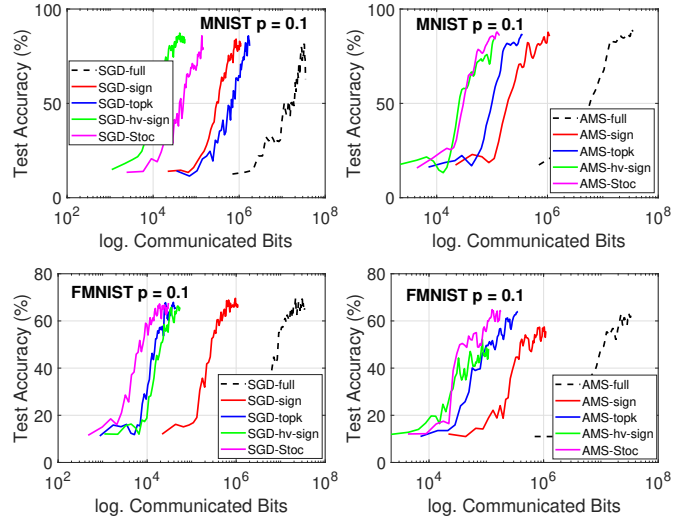 MNIST p = 0.1
Test Accuracy (%)
100
50
0
SGD-full
SGD-sign
SGD-topk
SGD-hv-sign
SGD-Stoc
10^2 10^4 10^6 10^8
log. Communicated Bits
MNIST p = 0.1
Test Accuracy (%)
100
50
0
AMS-full
AMS-sign
AMS-topk
AMS-hv-sign
AMS-Stoc
10^4 10^6 10^8
log. Communicated Bits
FMNIST p = 0.1
Test Accuracy (%)
80
60
40
20
0
SGD-full
SGD-sign
SGD-topk
SGD-hv-sign
SGD-Stoc
10^2 10^4 10^6 10^8
log. Communicated Bits
FMNIST p = 0.1
Test Accuracy (%)
80
60
40
20
0
AMS-full
AMS-sign
AMS-topk
AMS-hv-sign
AMS-Stoc
10^4 10^6 10^8
log. Communicated Bits